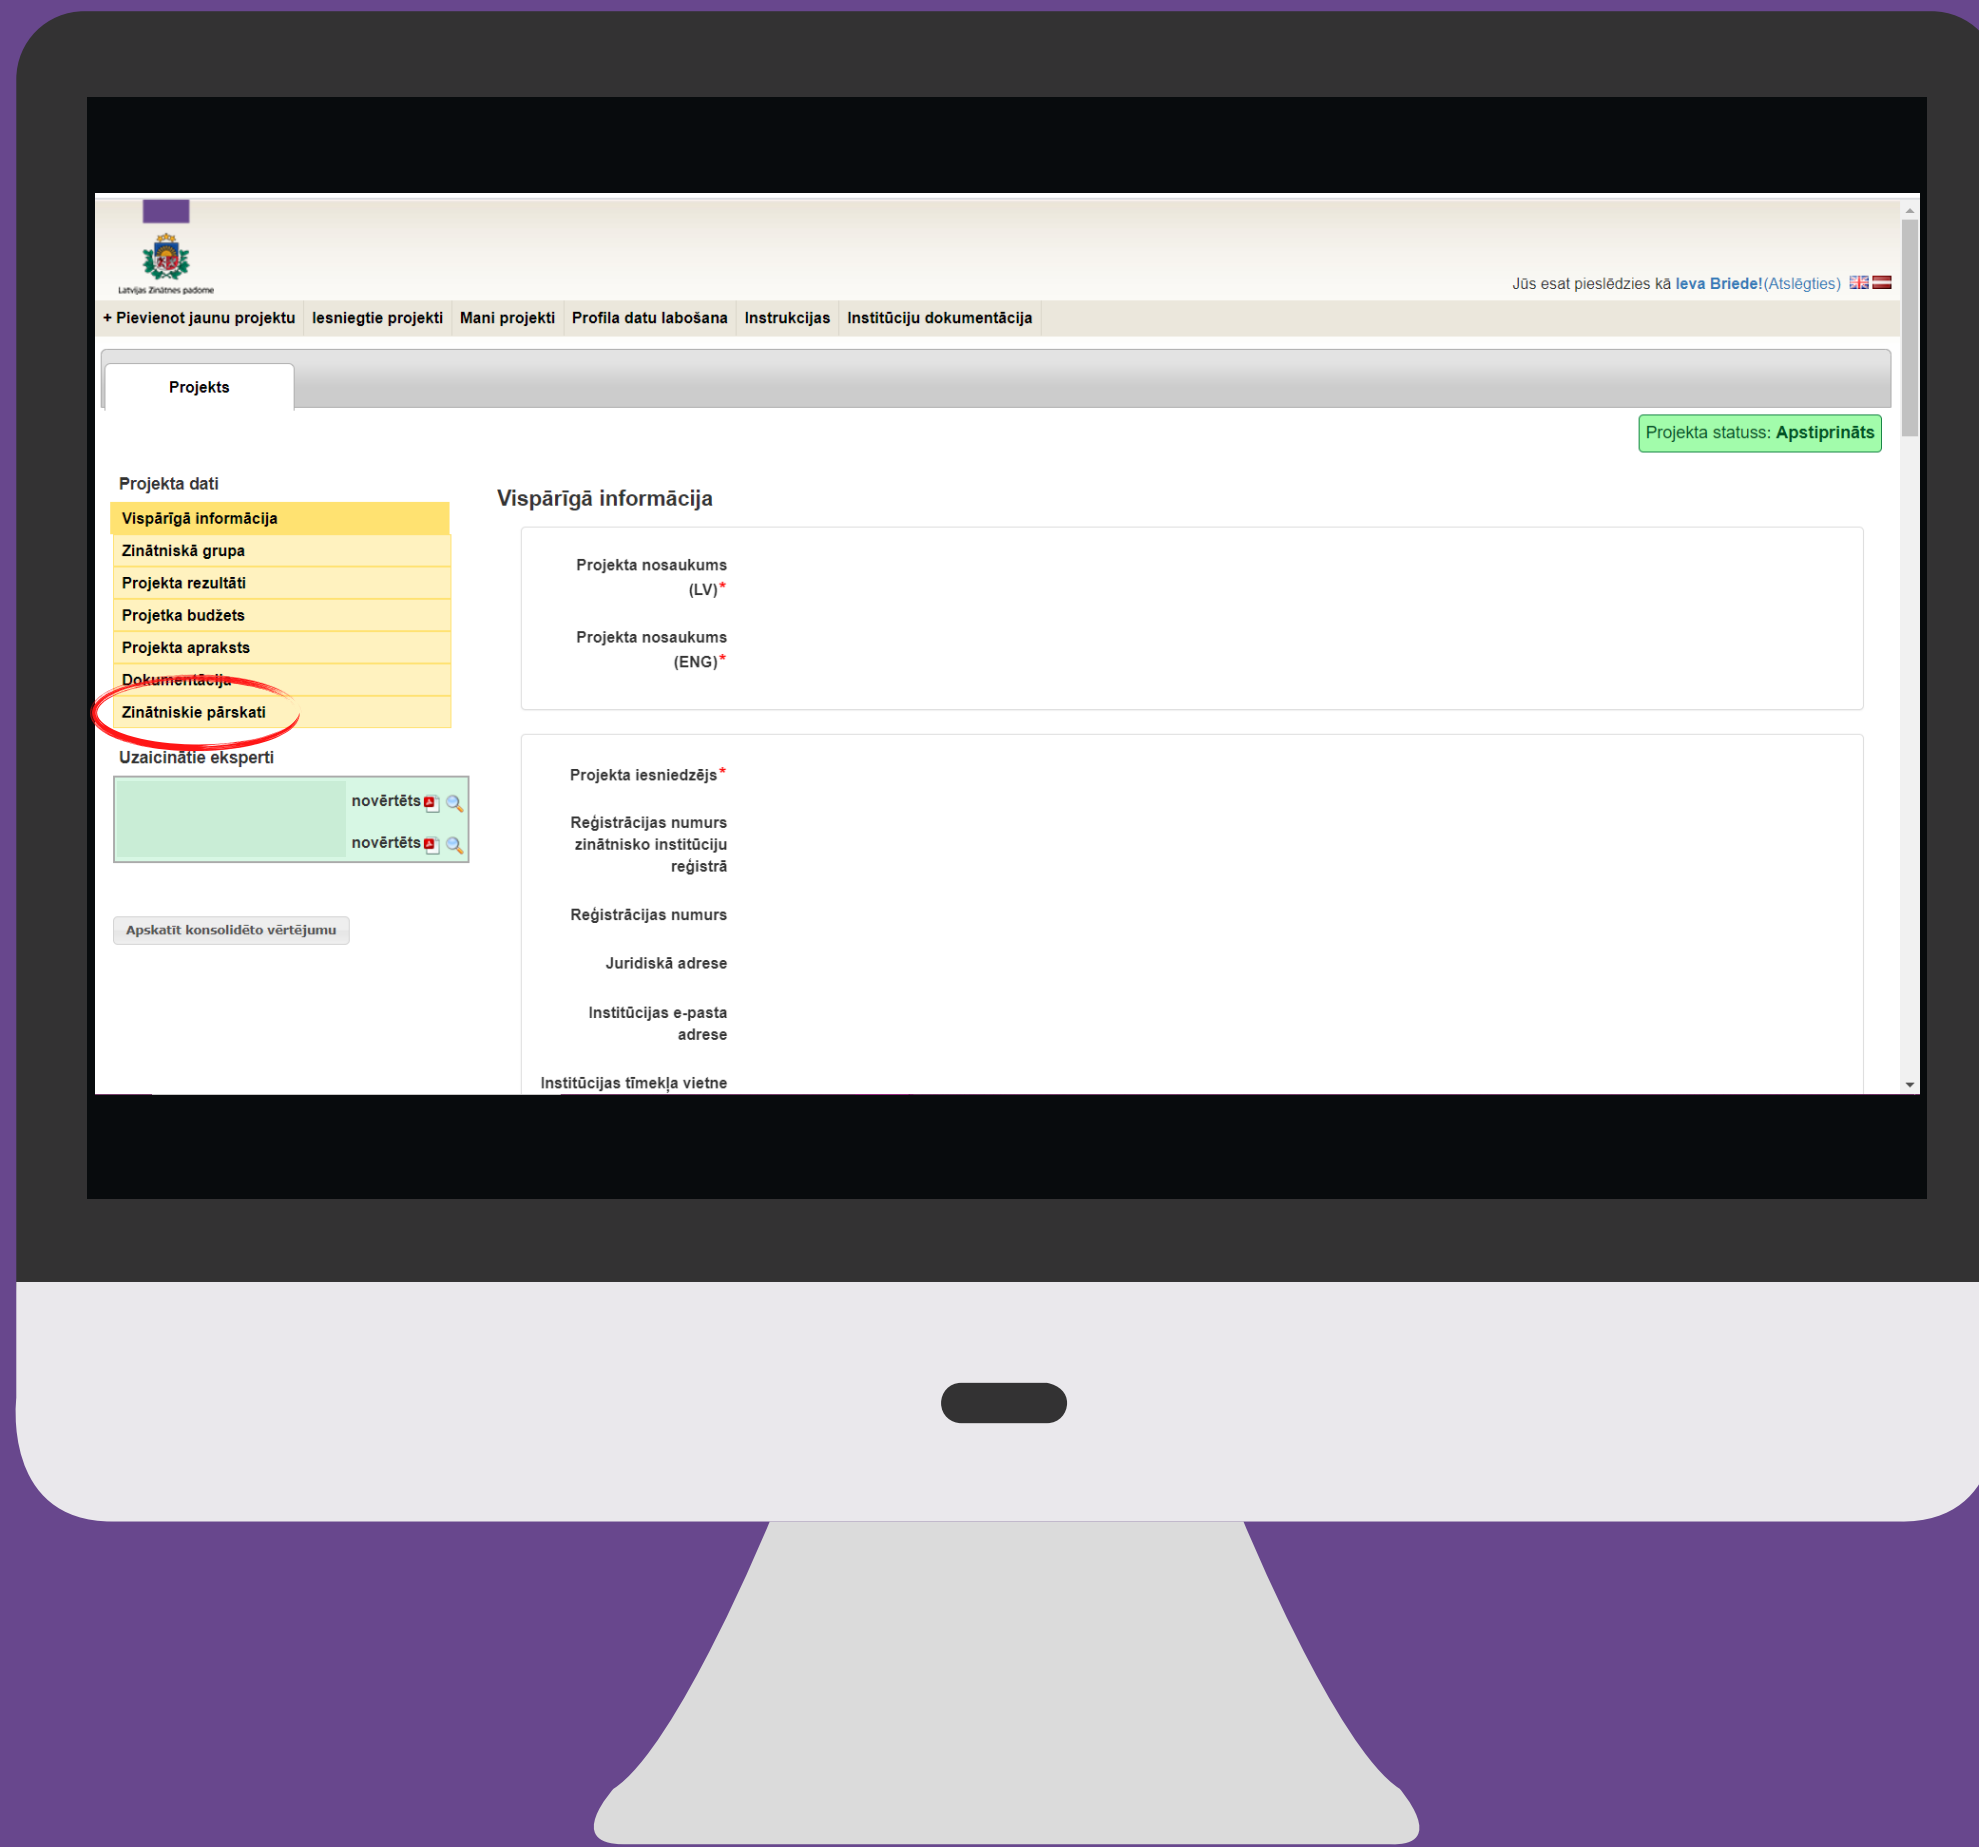 Latvijas Zinātnes padome
Jūs esat pieslēdzies kā Ieva Briede!(Atslēgties)
+ Pievienot jaunu projektu Iesniegtie projekti Mani projekti Profila datu labošana Instrukcijas Institūciju dokumentācija
Projekts
Projekta statuss: Apstiprināts
Projekta dati
Vispārīgā informācija
Zinātniskā grupa
Projekta rezultāti
Projetka budžets
Projekta apraksts
Dokumentācija
Zinātniskie pārskati
Uzaicinātie eksperti
novērtēts
novērtēts
Apskatīt konsolidēto vērtējumu
Vispārīgā informācija
Projekta nosaukums
(LV)*
Projekta nosaukums
(ENG)*
Projekta iesniedzējs*
Reģistrācijas numurs
zinātnisko institūciju
reģistrā
Reģistrācijas numurs
Juridiskā adrese
Institūcijas e-pasta
adrese
Institūcijas tīmekļa vietne